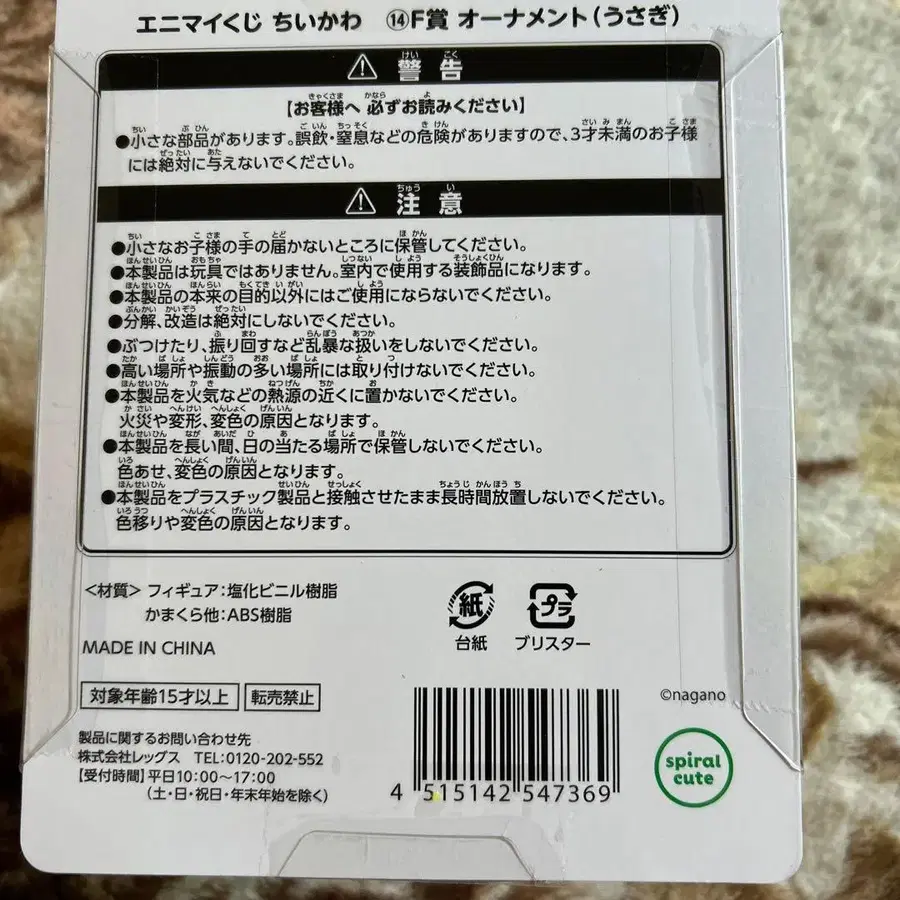 エニマイくじ ちいかわ ⑭F賞 オーナメント(うさぎ)
⚠ 警告
【お客様へ 必ずお読みください】
●小さな部品があります。誤飲・窒息などの危険がありますので、3才未満のお子様
には絶対に与えないでください。
⚠ 注意
●小さなお子様の手の届かないところに保管してください。
●本製品は玩具ではありません。室内で使用する装飾品になります。
●本製品の本来の目的以外にはご使用にならないでください。
●分解、改造は絶対にしないでください。
●ぶつけたり、振り回すなど乱暴な扱いをしないでください。
●高い場所や振動の多い場所には取り付けないでください。
●本製品を火気などの熱源の近くに置かないでください。
火災や変形、変色の原因となります。
●本製品を長い間、日の当たる場所で保管しないでください。
色あせ、変色の原因となります。
●本製品をプラスチック製品と接触させたまま長時間放置しないでください。
色移りや変色の原因となります。
<材質> フィギュア:塩化ビニル樹脂
かまくら他:ABS樹脂
紙
台紙
プラ
ブリスター
MADE IN CHINA
対象年齢15才以上 転売禁止
©nagano
製品に関するお問い合わせ先
株式会社レッグス TEL:0120-202-552
【受付時間】平日10:00〜17:00
(土・日・祝日・年末年始を除く)
4 515142 547369
spiral
cute